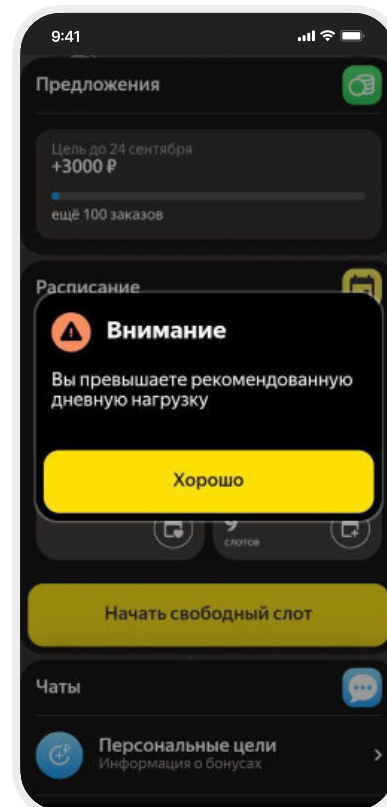 9:41
Предложения
Цель до 24 сентября
+3000 ₽
ещё 100 заказов
Расписание
Внимание
Вы превышаете рекомендованную
дневную нагрузку
Хорошо
9
слотов
Начать свободный слот
Чаты
Персональные цели
Информация о бонусах